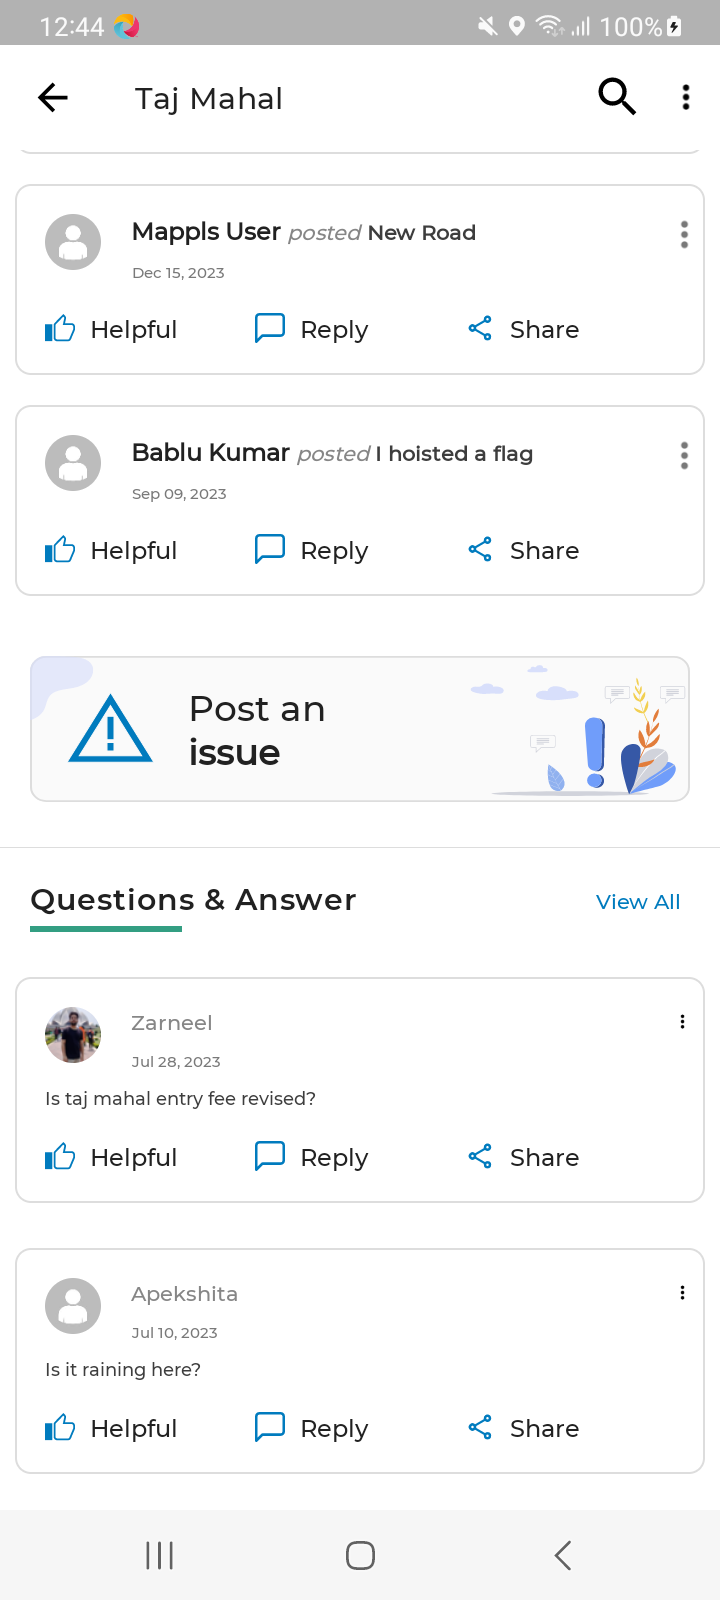 12:44
100%
Taj Mahal
Mappls User posted New Road
Dec 15, 2023
Helpful Reply Share
Bablu Kumar posted I hoisted a flag
Sep 09, 2023
Helpful Reply Share
Post an
issue
Questions & Answer
View All
Zarneel
Jul 28, 2023
Is taj mahal entry fee revised?
Helpful Reply Share
Apekshita
Jul 10, 2023
Is it raining here?
Helpful Reply Share